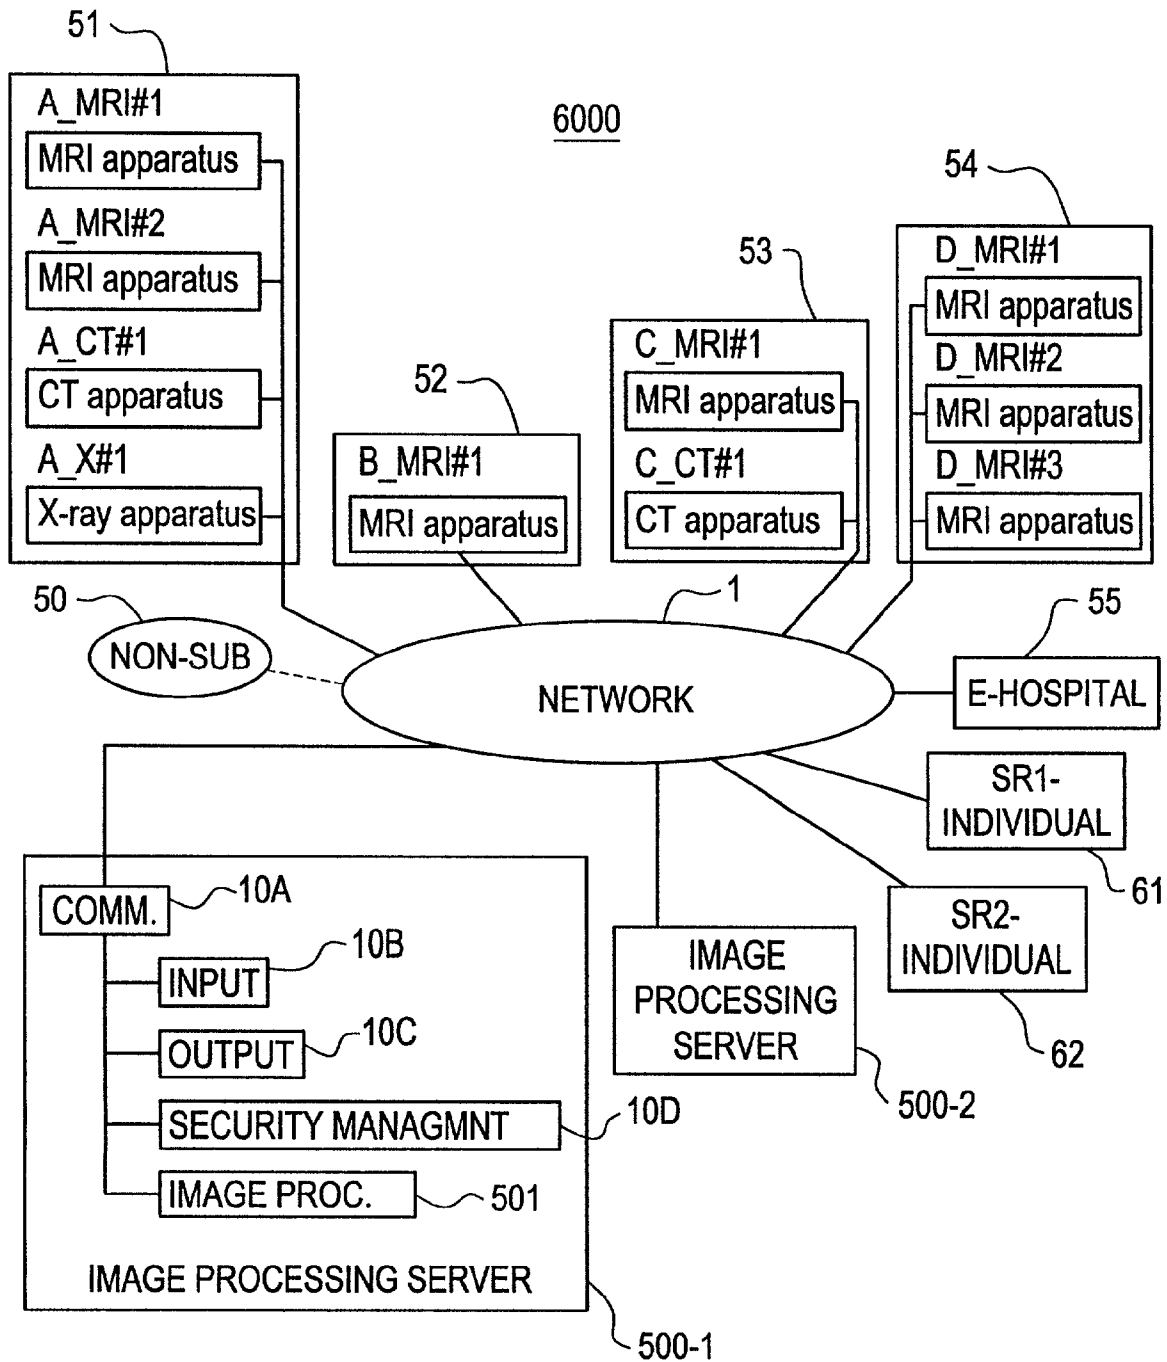 51
A_MRI#1
MRI apparatus
A_MRI#2
MRI apparatus
A_CT#1
CT apparatus
A_X#1
X-ray apparatus
6000
52
B_MRI#1
MRI apparatus
53
C_MRI#1
MRI apparatus
C_CT#1
CT apparatus
54
D_MRI#1
MRI apparatus
D_MRI#2
MRI apparatus
D_MRI#3
MRI apparatus
50
NON-SUB
1
NETWORK
55
E-HOSPITAL
SR1-
INDIVIDUAL
61
SR2-
INDIVIDUAL
62
IMAGE
PROCESSING
SERVER
500-2
COMM.
10A
INPUT
10B
OUTPUT
10C
SECURITY MANAGMNT
10D
IMAGE PROC.
501
IMAGE PROCESSING SERVER
500-1